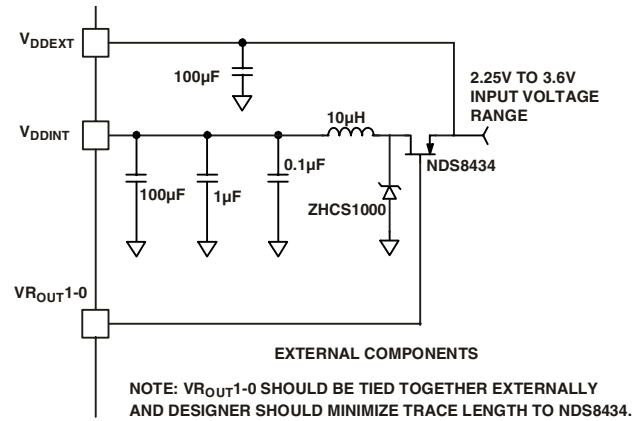 VDDEXT
100µF
2.25V TO 3.6V
INPUT VOLTAGE
RANGE
VDDINT
10µH
NDS8434
0.1µF
100µF
1µF
ZHCS1000
VROUT1-0
EXTERNAL COMPONENTS
NOTE: VROUT1-0 SHOULD BE TIED TOGETHER EXTERNALLY
AND DESIGNER SHOULD MINIMIZE TRACE LENGTH TO NDS8434.